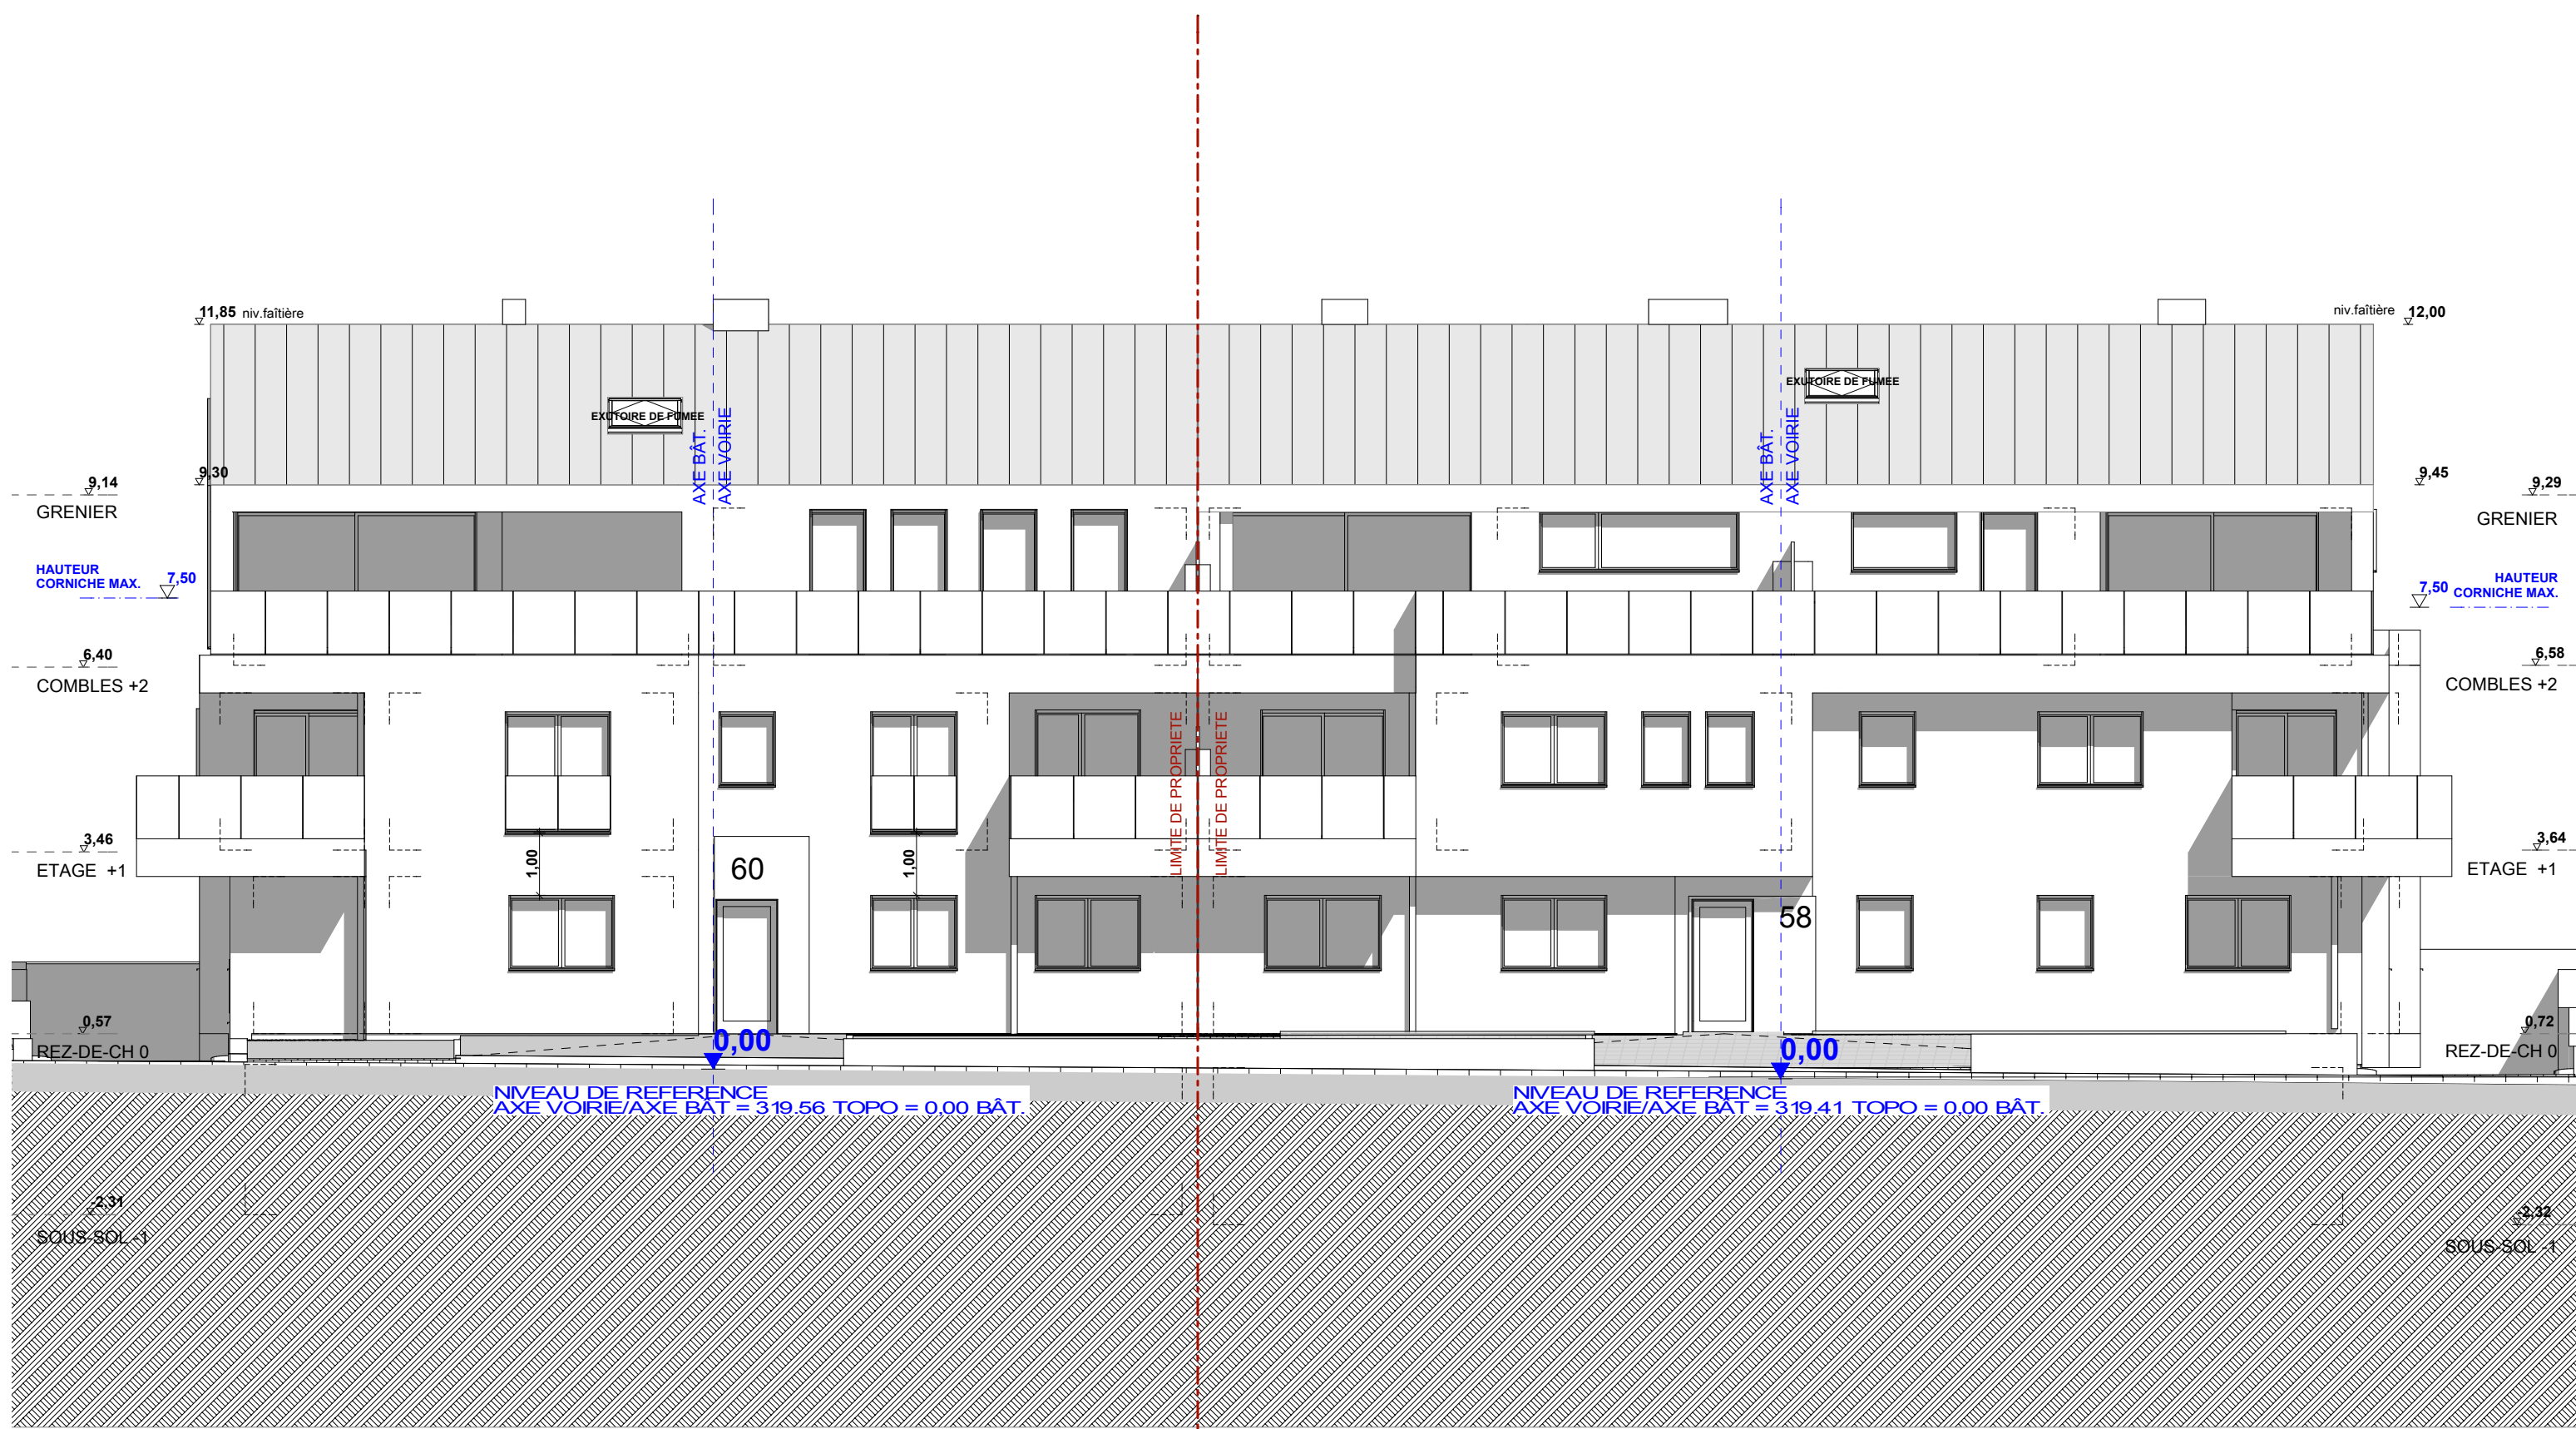 11,85 niv.faîtière
niv.faîtière 12,00
EXUTOIRE DE FUMEE
EXUTOIRE DE FUMEE
AXE BÂT.
AXE VOIRIE
AXE BÂT.
AXE VOIRIE
9,30
9,14
GRENIER
9,45
9,29
GRENIER
HAUTEUR
CORNICHE MAX.
7,50
7,50
HAUTEUR
CORNICHE MAX.
6,40
COMBLES +2
6,58
COMBLES +2
LIMITE DE PROPRIETE
LIMITE DE PROPRIETE
3,46
ETAGE +1
1,00
60
1,00
58
3,64
ETAGE +1
0,57
REZ-DE-CH 0
0,00
0,00
0,72
REZ-DE-CH 0
NIVEAU DE REFERENCE
AXE VOIRIE/AXE BÂT = 319.56 TOPO = 0,00 BÂT.
NIVEAU DE REFERENCE
AXE VOIRIE/AXE BÂT = 319.41 TOPO = 0,00 BÂT.
-2,31
SOUS-SOL -1
-2,32
SOUS-SOL -1